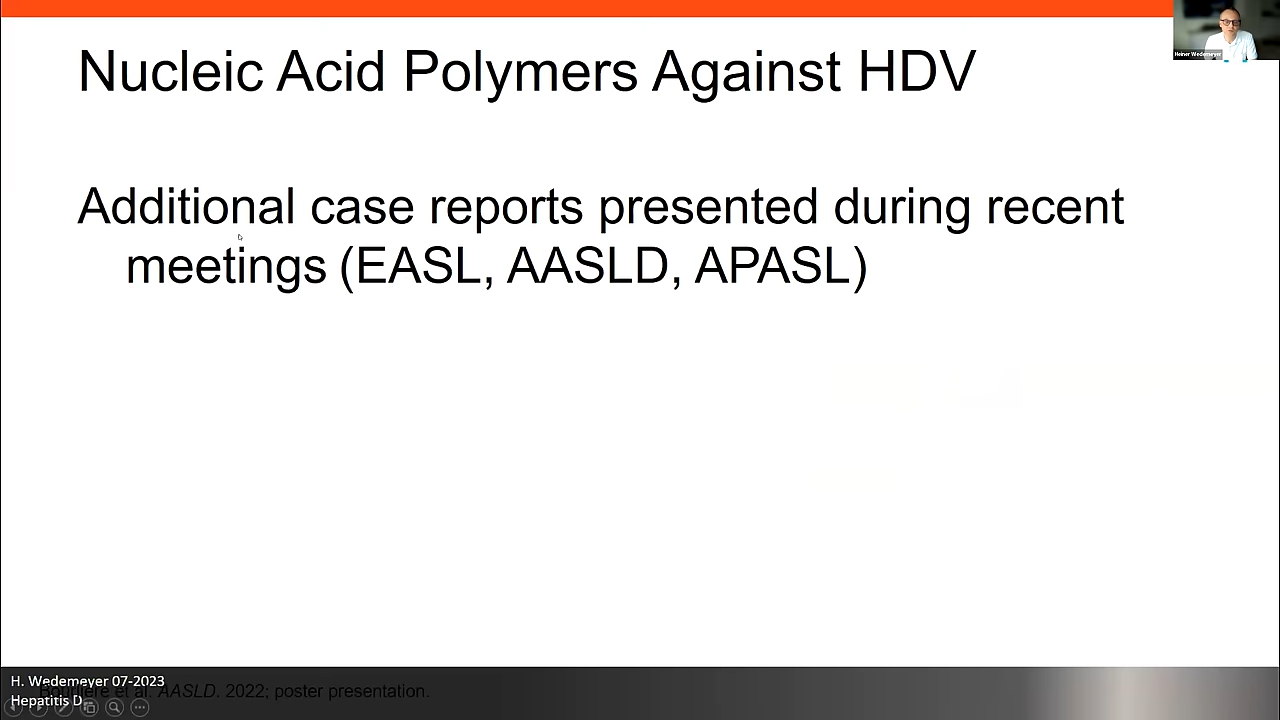 Heiner Wedemeyer
Nucleic Acid Polymers Against HDV
Additional case reports presented during recent
meetings (EASL, AASLD, APASL)
H. Wedemeyer 07-2023
Bourlière et al. AASLD. 2022; poster presentation.
Hepatitis D